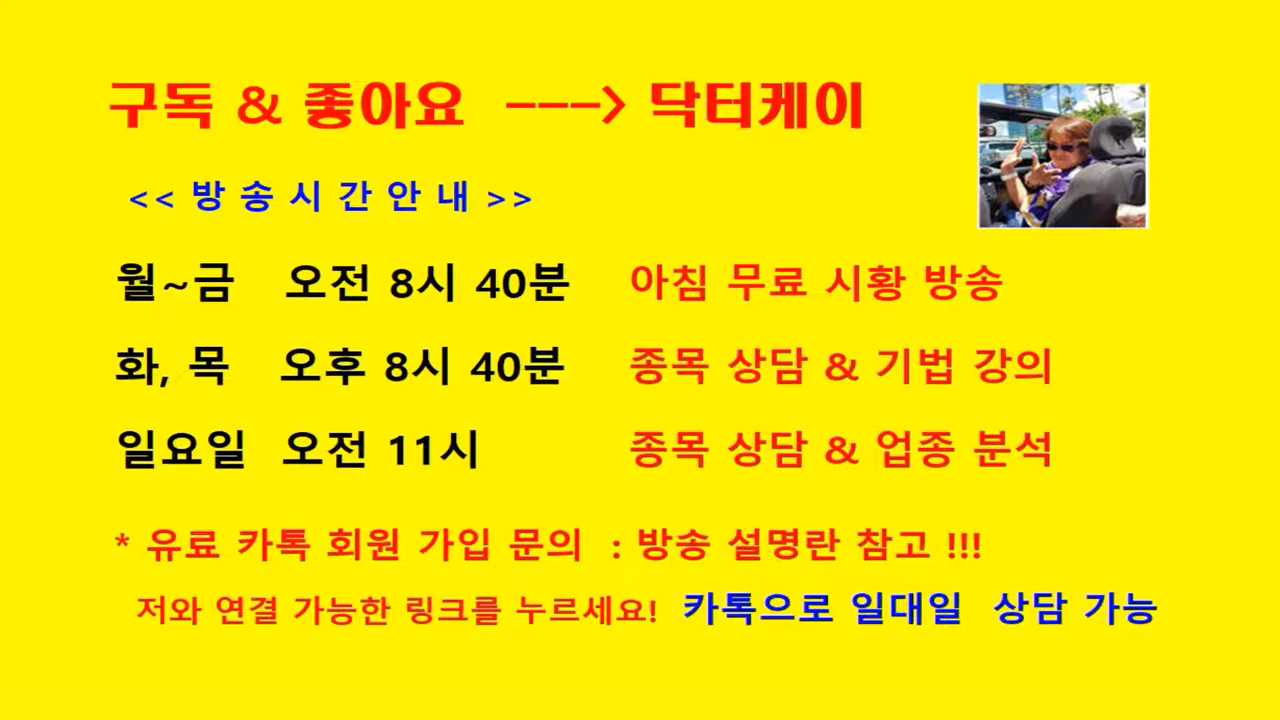 구독 & 좋아요 ---> 닥터케이
<< 방 송 시 간 안 내 >>
월~금 오전 8시 40분 아침 무료 시황 방송
화, 목 오후 8시 40분 종목 상담 & 기법 강의
일요일 오전 11시 종목 상담 & 업종 분석
* 유료 카톡 회원 가입 문의 : 방송 설명란 참고 !!!
저와 연결 가능한 링크를 누르세요! 카톡으로 일대일 상담 가능